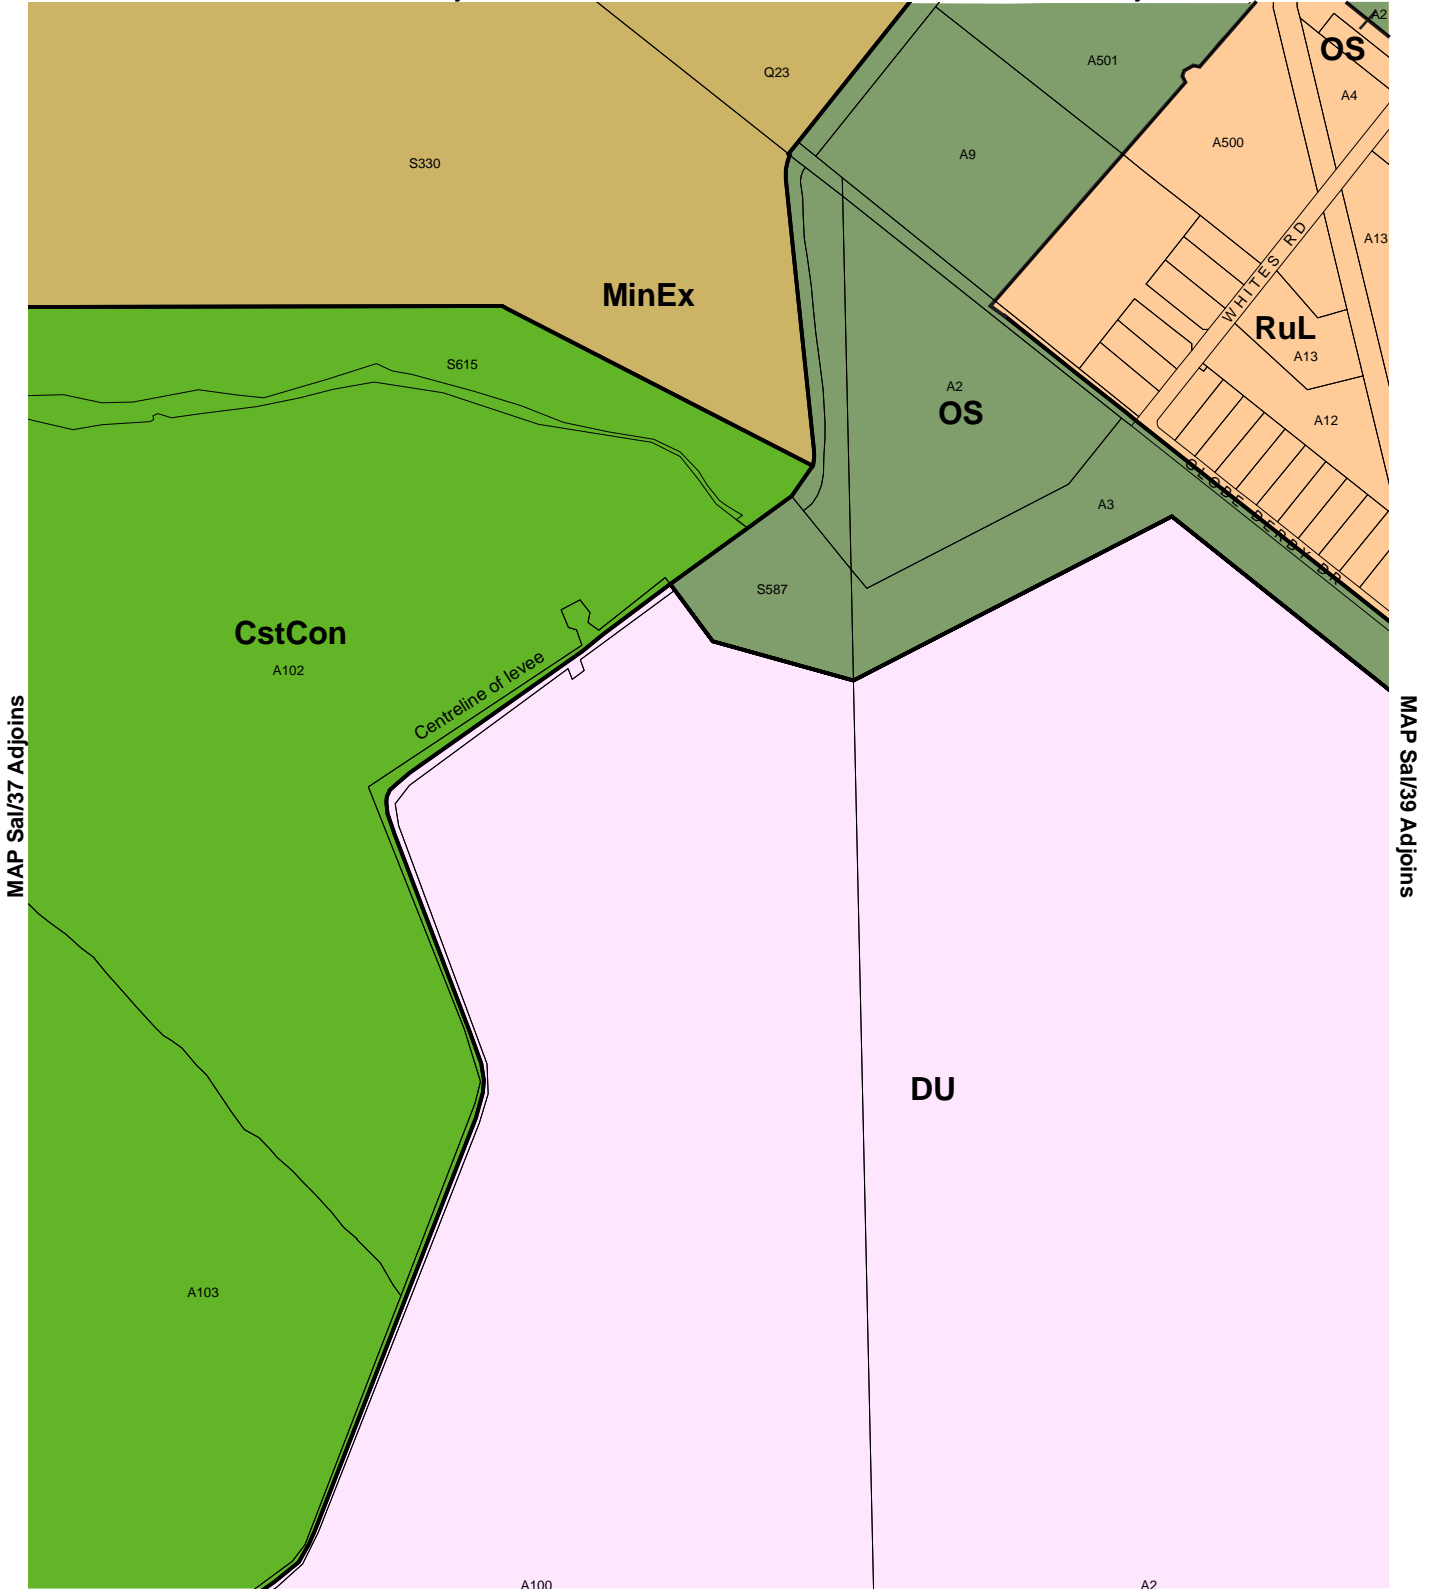 A2
OS
A501
Q23
A4
A500
A9
S330
A13
WHITES RD
MinEx
RuL
A13
S615
A2
OS
A12
GLOBE DERBY DR
A3
S587
CstCon
A102
Centreline of levee
MAP Sal/37 Adjoins
MAP Sal/39 Adjoins
DU
A103
A100
A2